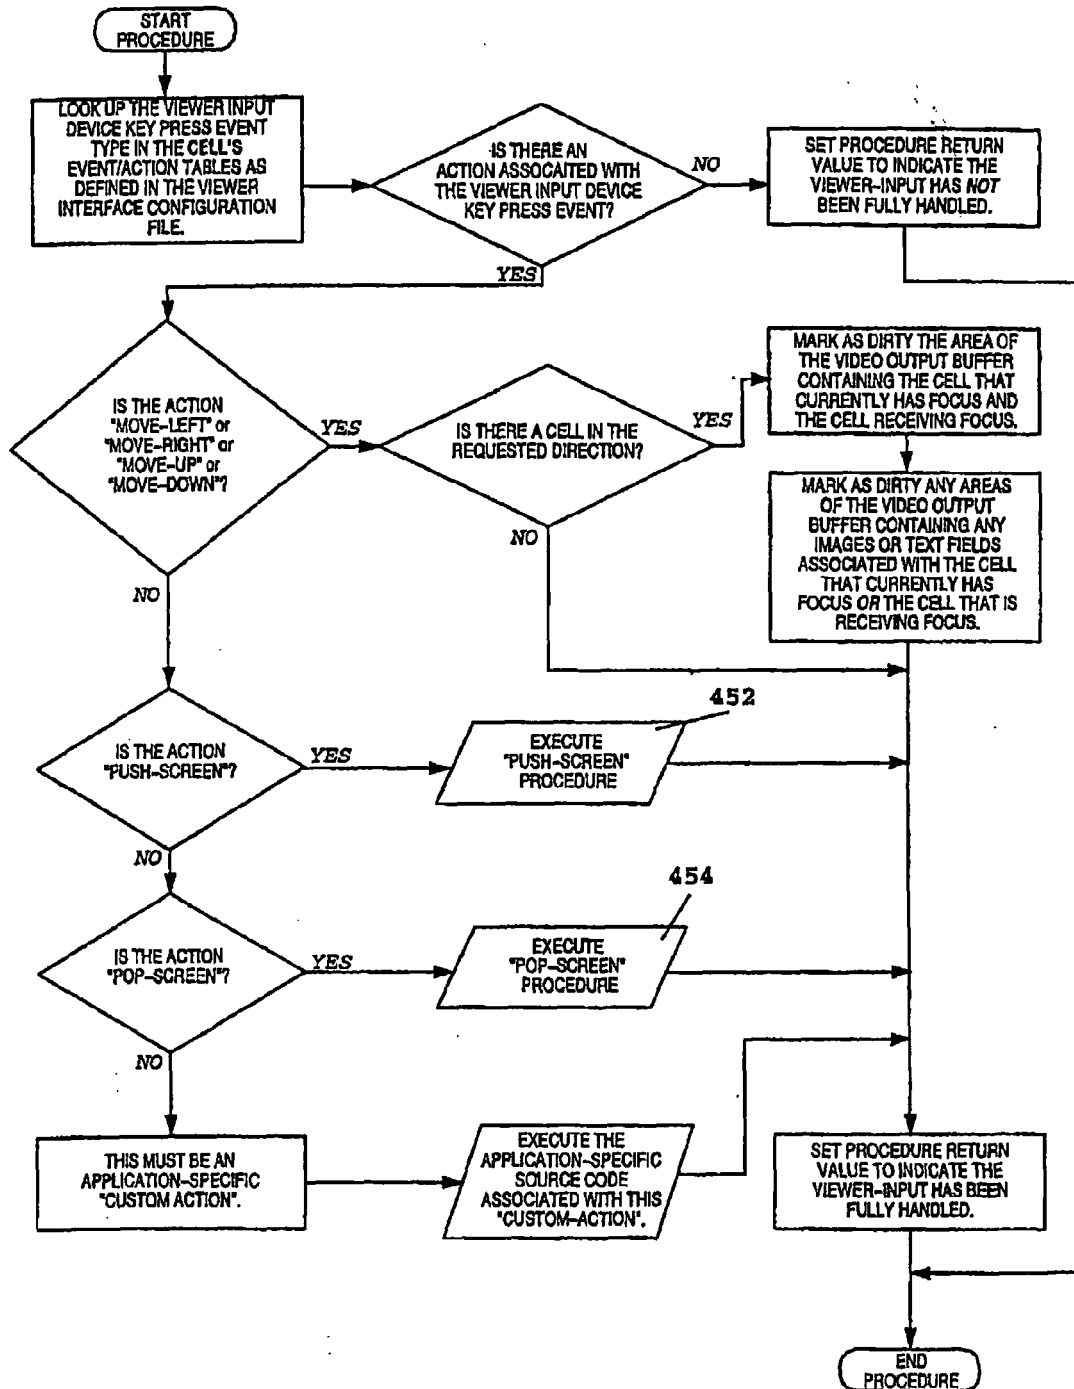 START
PROCEDURE
LOOK UP THE VIEWER INPUT
DEVICE KEY PRESS EVENT
TYPE IN THE CELL'S
EVENT/ACTION TABLES AS
DEFINED IN THE VIEWER
INTERFACE CONFIGURATION
FILE.
IS THERE AN
ACTION ASSOCAITED WITH
THE VIEWER INPUT DEVICE
KEY PRESS EVENT?
NO
SET PROCEDURE RETURN
VALUE TO INDICATE THE
VIEWER-INPUT HAS NOT
BEEN FULLY HANDLED.
YES
IS THE ACTION
"MOVE-LEFT" or
"MOVE-RIGHT" or
"MOVE-UP" or
"MOVE-DOWN"?
YES
IS THERE A CELL IN THE
REQUESTED DIRECTION?
YES
MARK AS DIRTY THE AREA OF
THE VIDEO OUTPUT BUFFER
CONTAINING THE CELL THAT
CURRENTLY HAS FOCUS AND
THE CELL RECEIVING FOCUS.
MARK AS DIRTY ANY AREAS
OF THE VIDEO OUTPUT
BUFFER CONTAINING ANY
IMAGES OR TEXT FIELDS
ASSOCIATED WITH THE CELL
THAT CURRENTLY HAS
FOCUS OR THE CELL THAT IS
RECEIVING FOCUS.
NO
NO
IS THE ACTION
"PUSH-SCREEN"?
YES
452
EXECUTE
"PUSH-SCREEN"
PROCEDURE
NO
IS THE ACTION
"POP-SCREEN"?
YES
454
EXECUTE
"POP-SCREEN"
PROCEDURE
NO
THIS MUST BE AN
APPLICATION-SPECIFIC
"CUSTOM ACTION".
EXECUTE THE
APPLICATION-SPECIFIC
SOURCE CODE
ASSOCIATED WITH THIS
"CUSTOM-ACTION".
SET PROCEDURE RETURN
VALUE TO INDICATE THE
VIEWER-INPUT HAS BEEN
FULLY HANDLED.
END
PROCEDURE